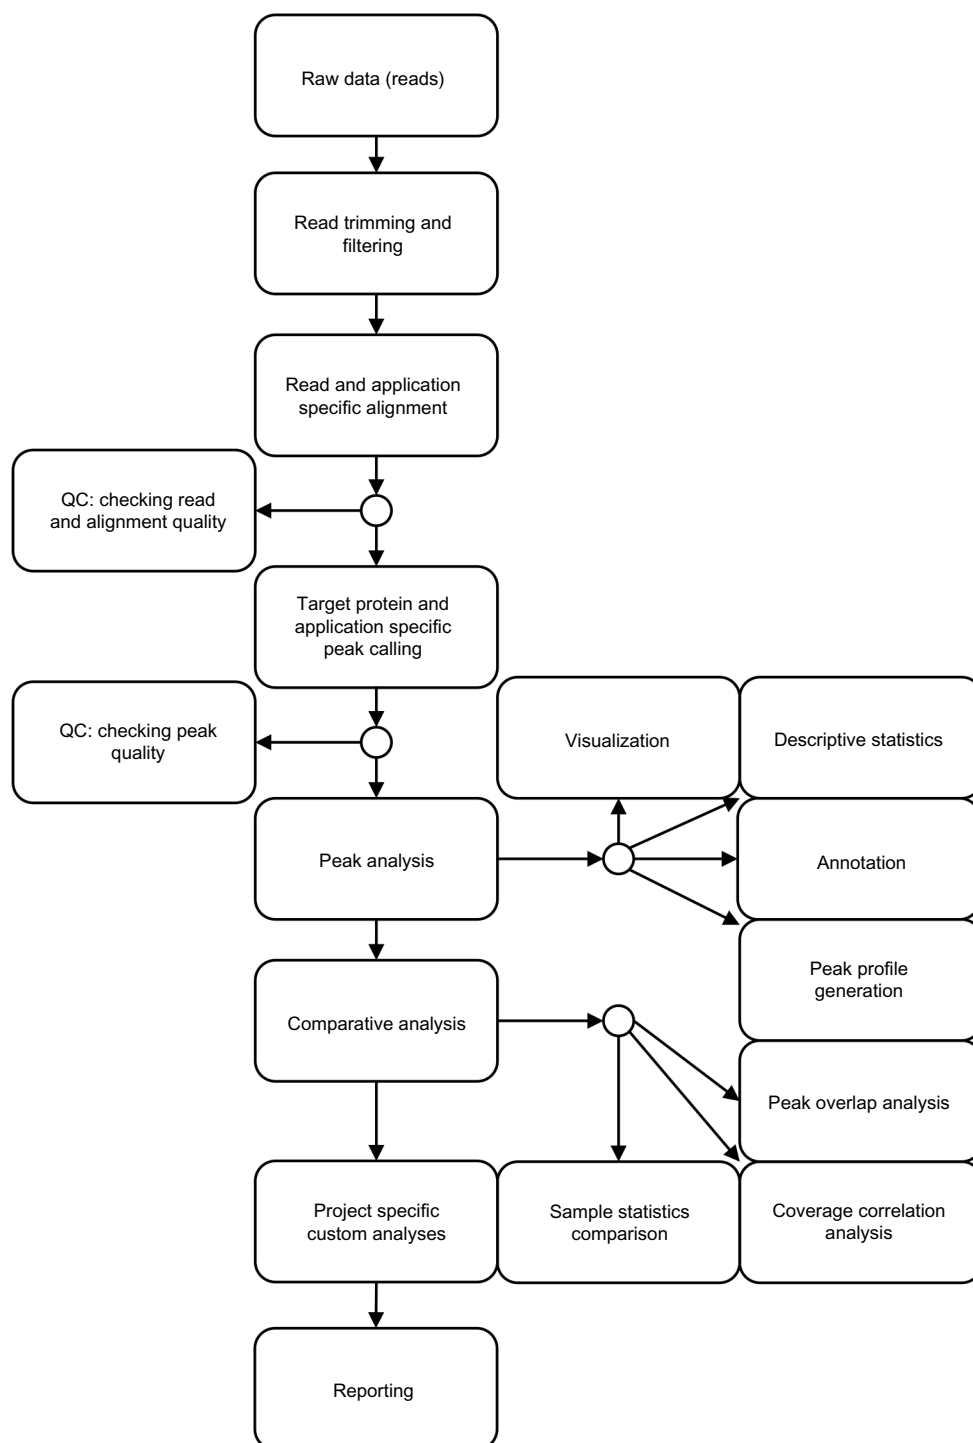 Raw data (reads)
Read trimming and
filtering
Read and application
specific alignment
QC: checking read
and alignment quality
Target protein and
application specific
peak calling
QC: checking peak
quality
Visualization
Descriptive statistics
Peak analysis
Annotation
Peak profile
generation
Comparative analysis
Peak overlap analysis
Project specific
custom analyses
Sample statistics
comparison
Coverage correlation
analysis
Reporting